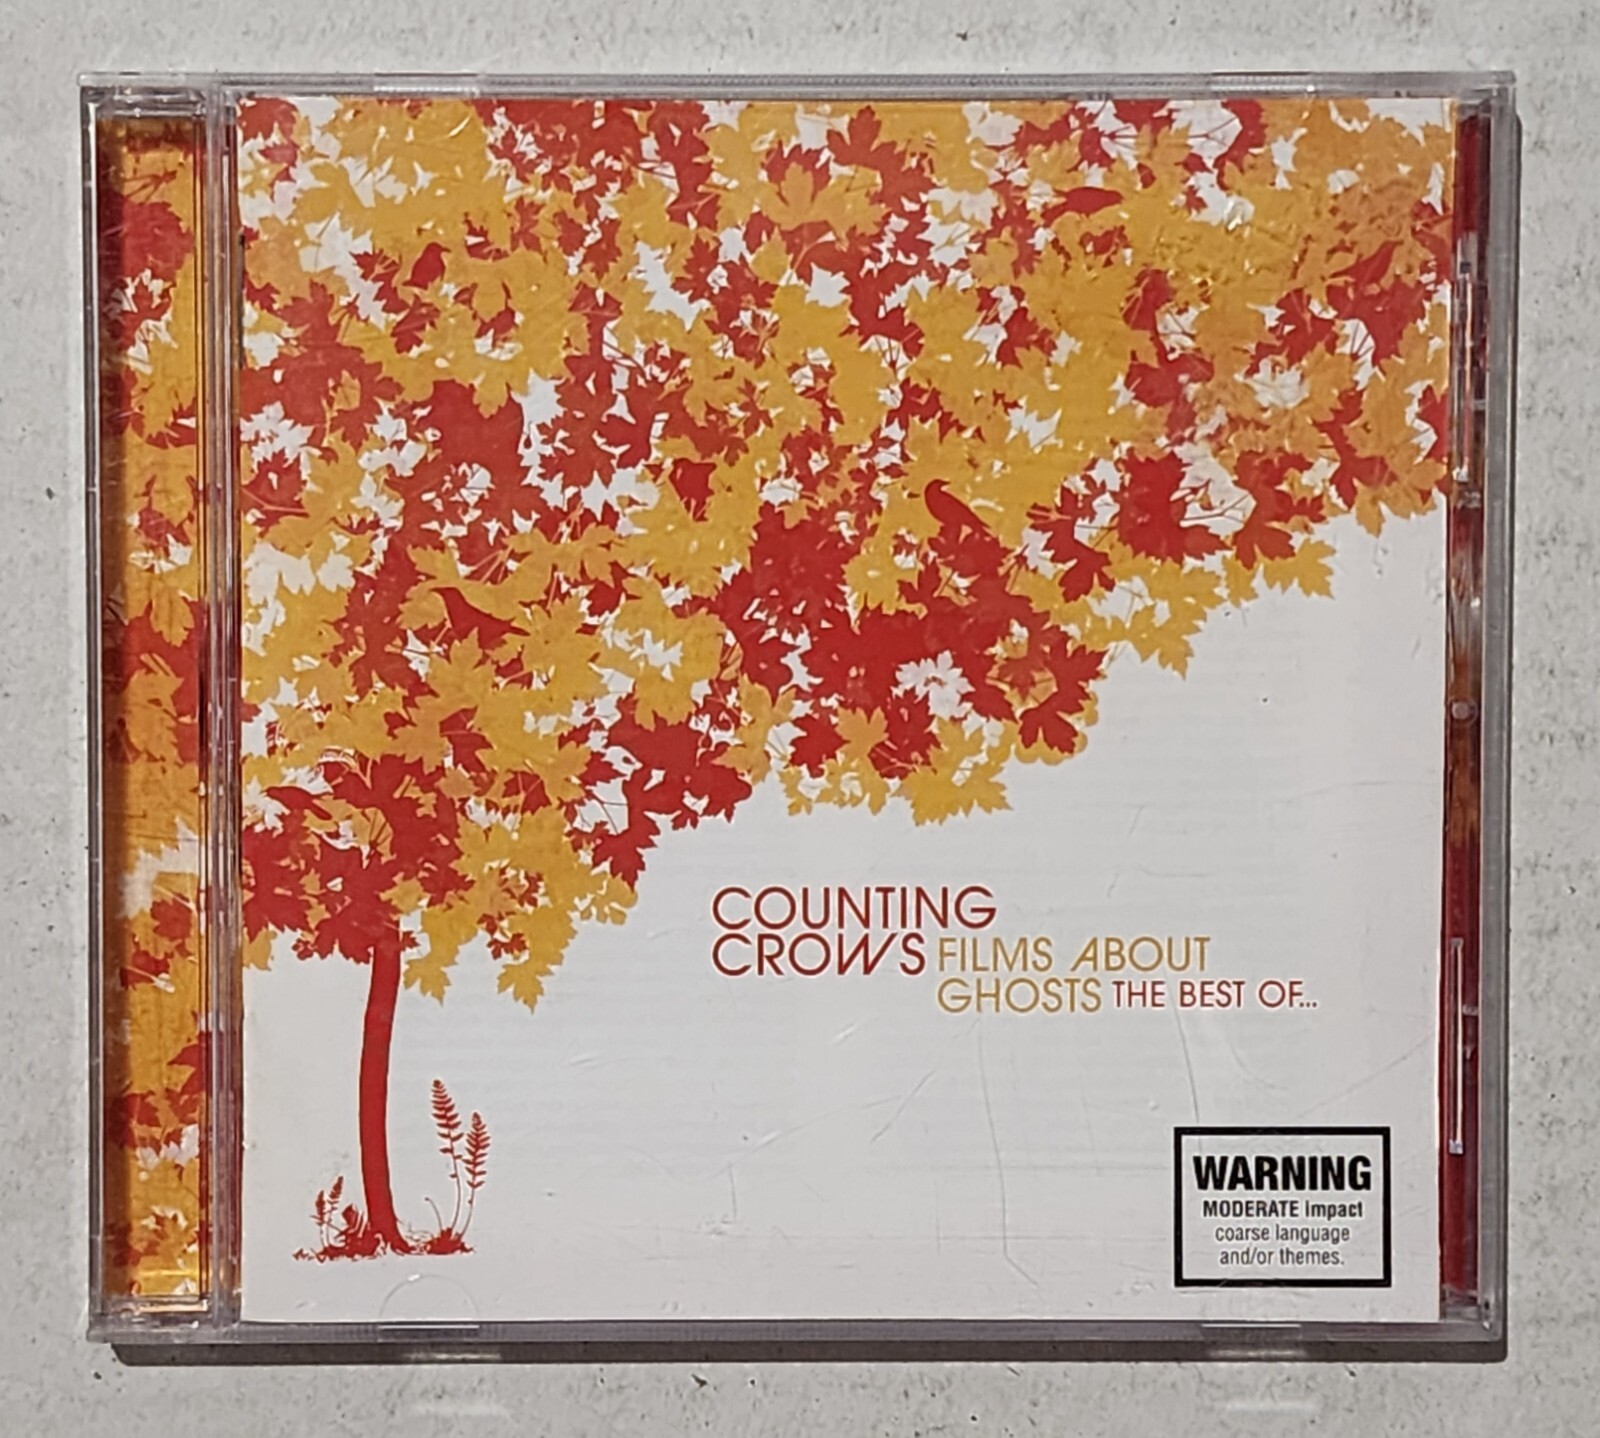 COUNTING
CROWS FILMS ABOUT
GHOSTS THE BEST OF...
WARNING
MODERATE impact
coarse language
and/or themes.